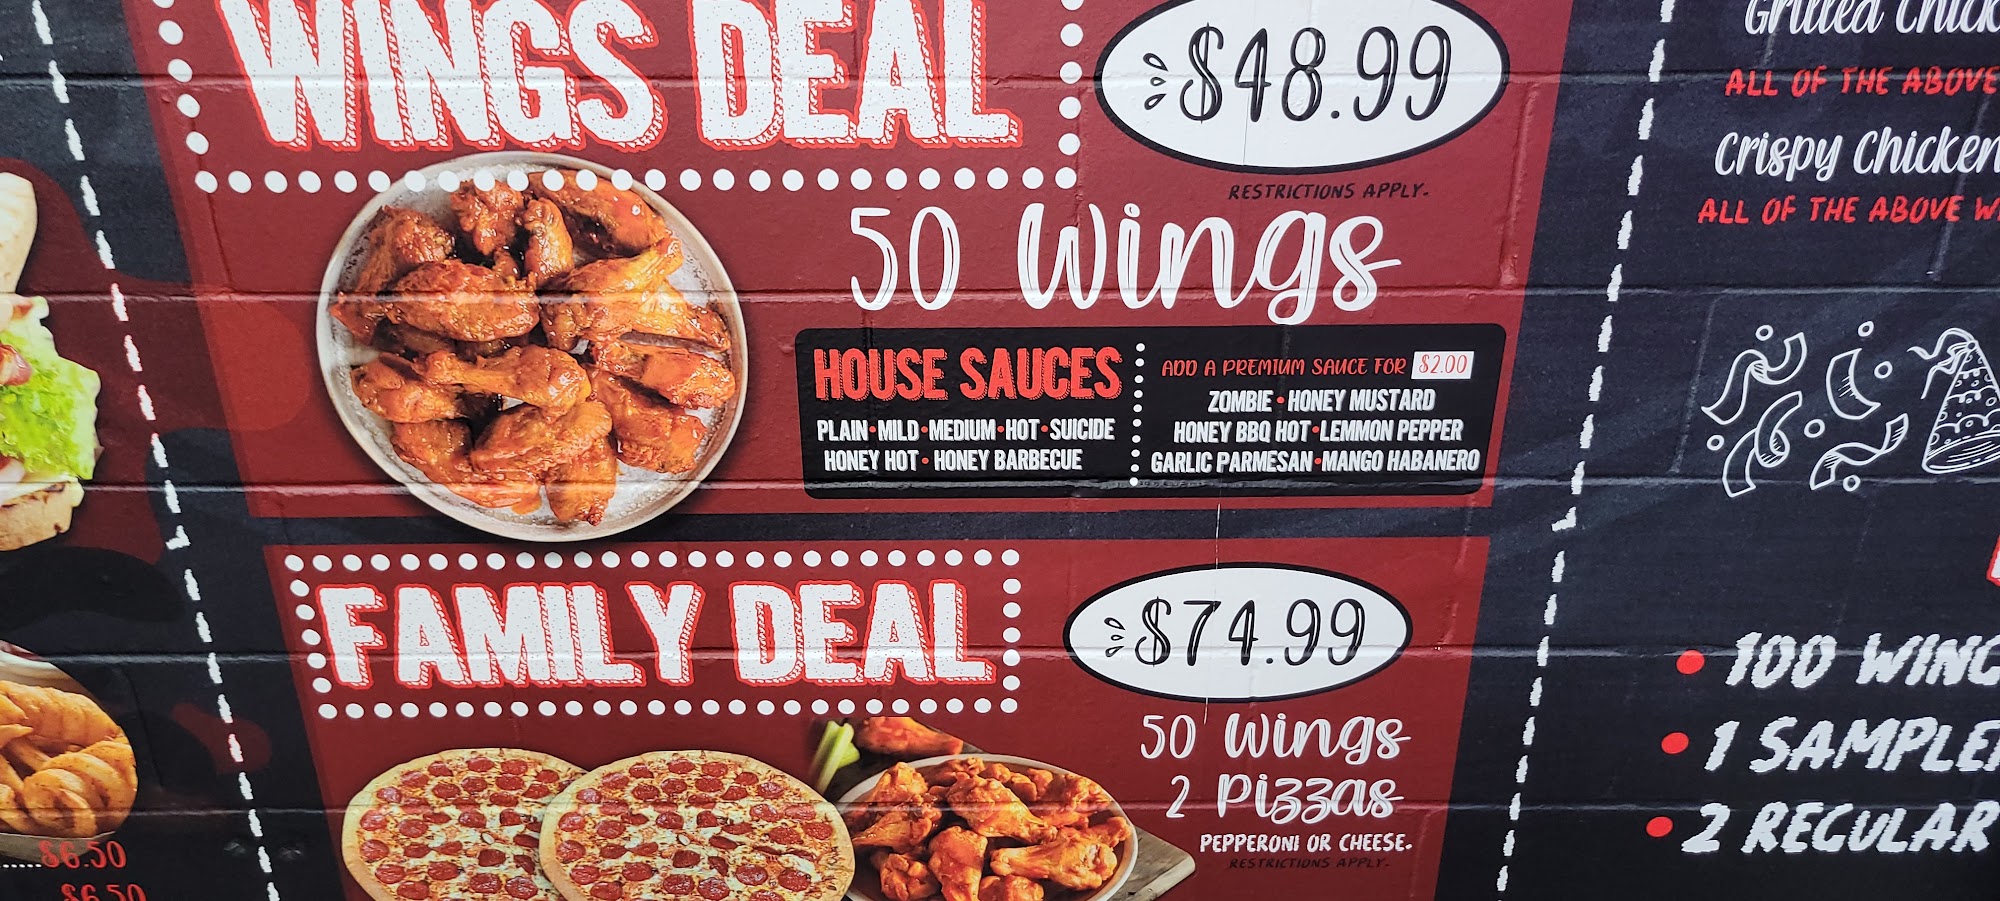 WINGS DEAL
$48.99
RESTRICTIONS APPLY.
50 Wings
HOUSE SAUCES
PLAIN • MILD • MEDIUM • HOT • SUICIDE
HONEY HOT • HONEY BARBECUE
ADD A PREMIUM SAUCE FOR $2.00
ZOMBIE • HONEY MUSTARD
HONEY BBQ HOT • LEMMON PEPPER
GARLIC PARMESAN • MANGO HABANERO
FAMILY DEAL
$74.99
50 Wings
2 Pizzas
PEPPERONI OR CHEESE.
RESTRICTIONS APPLY.
.....$6.50
$6.50
Grilled
ALL OF THE ABOVE
Crispy Chicken
ALL OF THE ABOVE
• 100
• 1
• 2 REGULAR